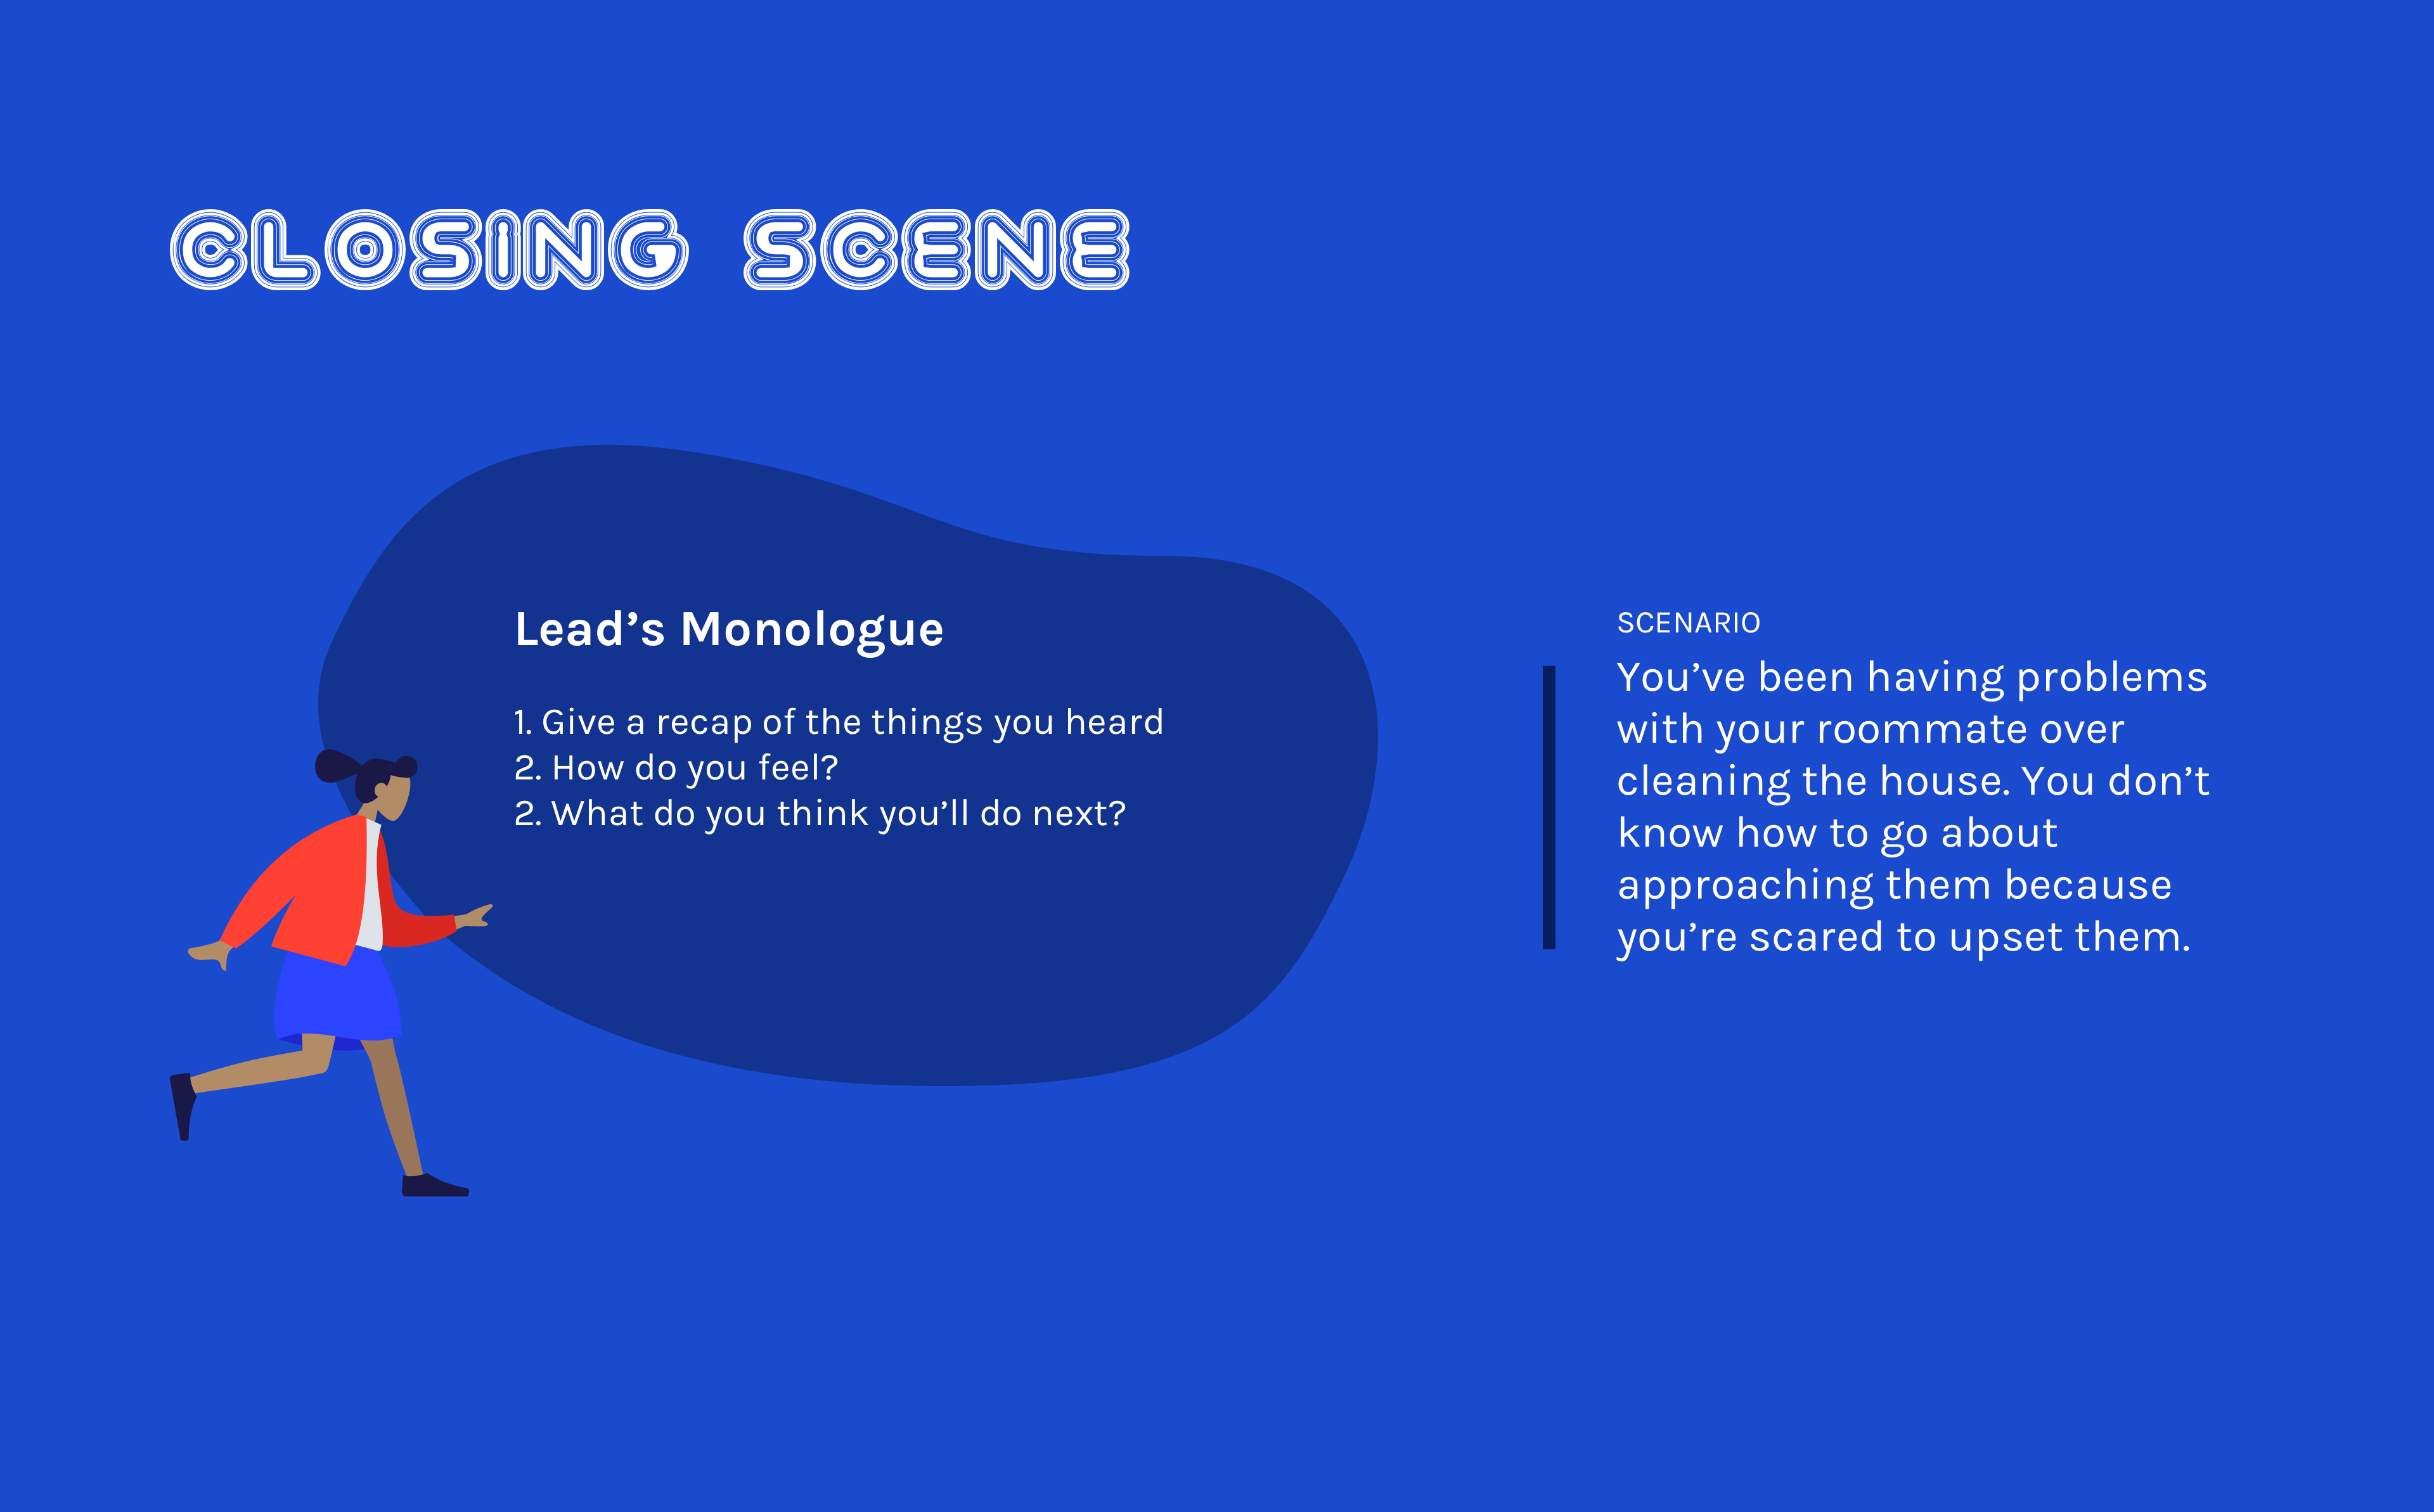 CLOSING SCENE
Lead’s Monologue
1. Give a recap of the things you heard
2. How do you feel?
2. What do you think you’ll do next?
SCENARIO
You’ve been having problems
with your roommate over
cleaning the house. You don’t
know how to go about
approaching them because
you’re scared to upset them.